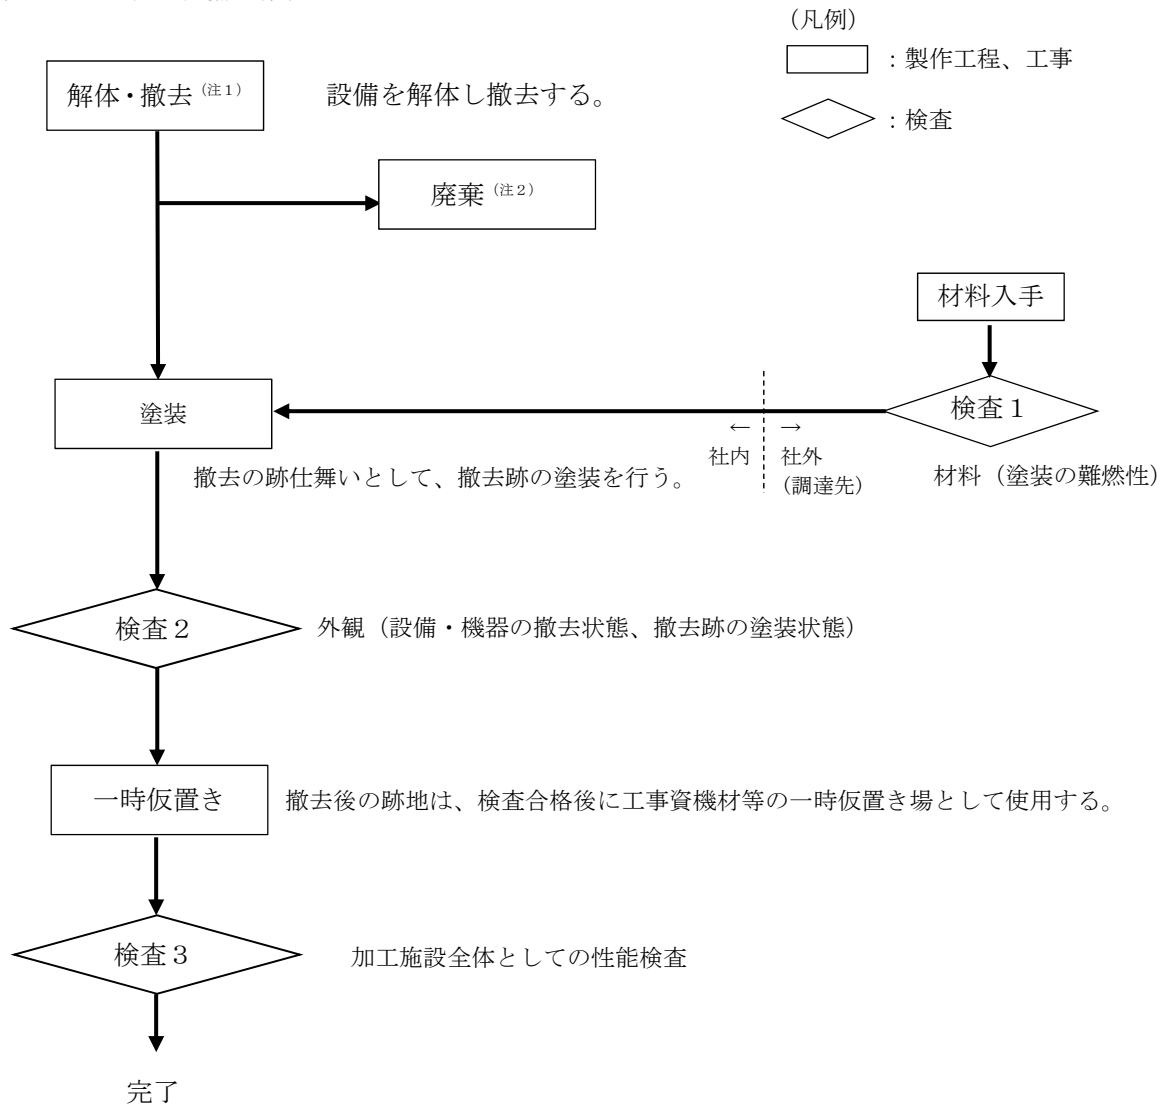 （凡例）
：製作工程、工事
：検査
解体・撤去（注１）
設備を解体し撤去する。
廃棄（注２）
材料入手
検査１
材料（塗装の難燃性）
塗装
← →
社内 社外
（調達先）
撤去の跡仕舞いとして、撤去跡の塗装を行う。
検査２
外観（設備・機器の撤去状態、撤去跡の塗装状態）
一時仮置き
撤去後の跡地は、検査合格後に工事資機材等の一時仮置き場として使用する。
検査３
加工施設全体としての性能検査
完了